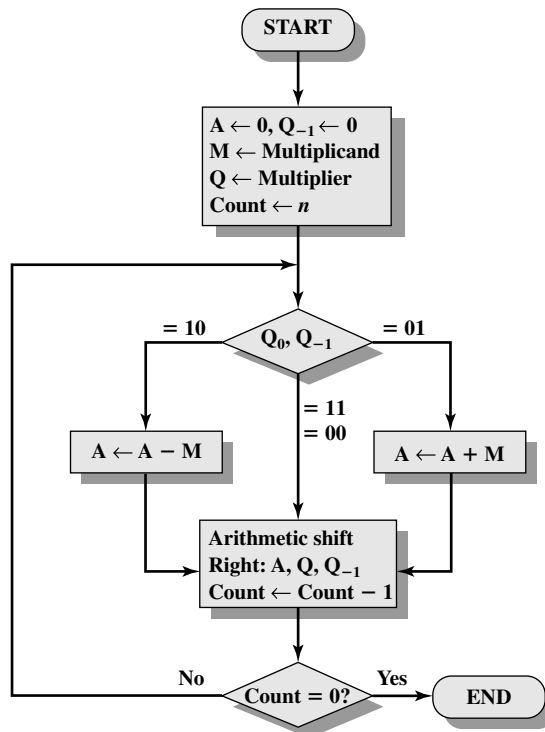 START
A ← 0, Q₋₁ ← 0
M ← Multiplicand
Q ← Multiplier
Count ← n
= 10
Q₀, Q₋₁
= 01
= 11
= 00
A ← A − M
A ← A + M
Arithmetic shift
Right: A, Q, Q₋₁
Count ← Count − 1
No
Count = 0?
Yes
END